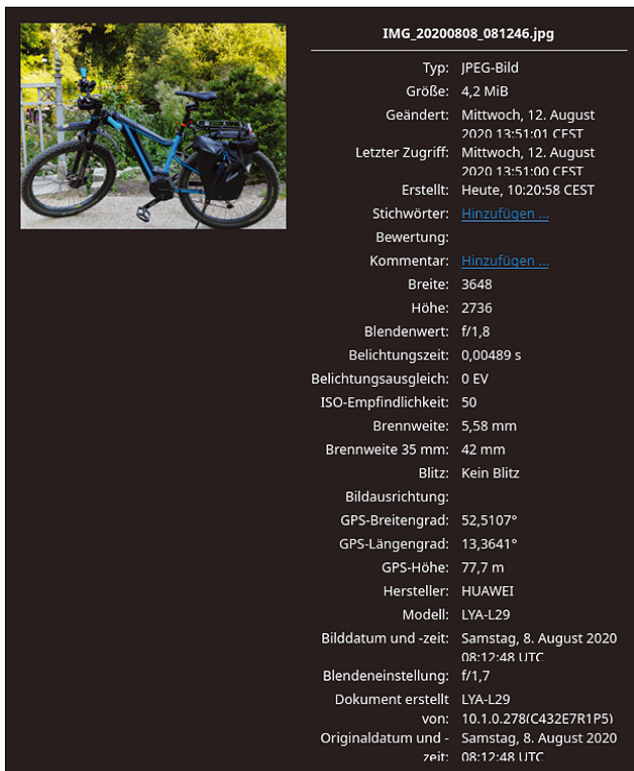 IMG_20200808_081246.jpg
Typ: JPEG-Bild
Größe: 4,2 MiB
Geändert: Mittwoch, 12. August
2020 13:51:01 CEST
Letzter Zugriff: Mittwoch, 12. August
2020 13:51:00 CEST
Erstellt: Heute, 10:20:58 CEST
Stichwörter: Hinzufügen ...
Bewertung:
Kommentar: Hinzufügen ...
Breite: 3648
Höhe: 2736
Blendenwert: f/1,8
Belichtungszeit: 0,00489 s
Belichtungsausgleich: 0 EV
ISO-Empfindlichkeit: 50
Brennweite: 5,58 mm
Brennweite 35 mm: 42 mm
Blitz: Kein Blitz
Bildausrichtung:
GPS-Breitengrad: 52,5107°
GPS-Längengrad: 13,3641°
GPS-Höhe: 77,7 m
Hersteller: HUAWEI
Modell: LYA-L29
Bilddatum und -zeit: Samstag, 8. August 2020
08:12:48 UTC
Blendeneinstellung: f/1,7
Dokument erstellt LYA-L29
von: 10.1.0.278(C432E7R1P5)
Originaldatum und - Samstag, 8. August 2020
zeit: 08:12:48 UTC